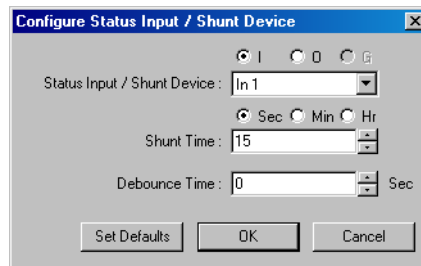 Configure Status Input / Shunt Device
I O G
Status Input / Shunt Device : In 1
Sec Min Hr
Shunt Time : 15
Debounce Time : 0 Sec
Set Defaults OK Cancel